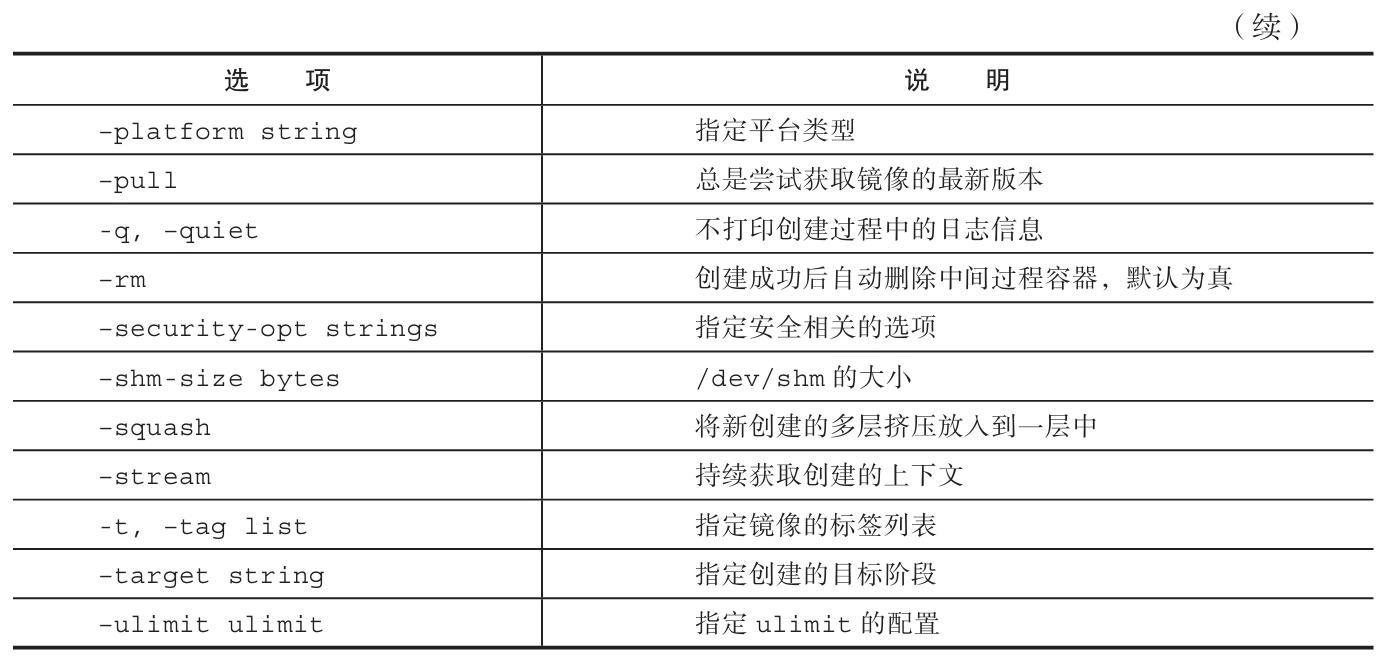 （续）
选 项 说 明
–platform string 指定平台类型
–pull 总是尝试获取镜像的最新版本
-q, –quiet 不打印创建过程中的日志信息
–rm 创建成功后自动删除中间过程容器，默认为真
–security-opt strings 指定安全相关的选项
–shm-size bytes /dev/shm 的大小
–squash 将新创建的多层挤压放入到一层中
–stream 持续获取创建的上下文
-t, –tag list 指定镜像的标签列表
–target string 指定创建的目标阶段
–ulimit ulimit 指定 ulimit 的配置